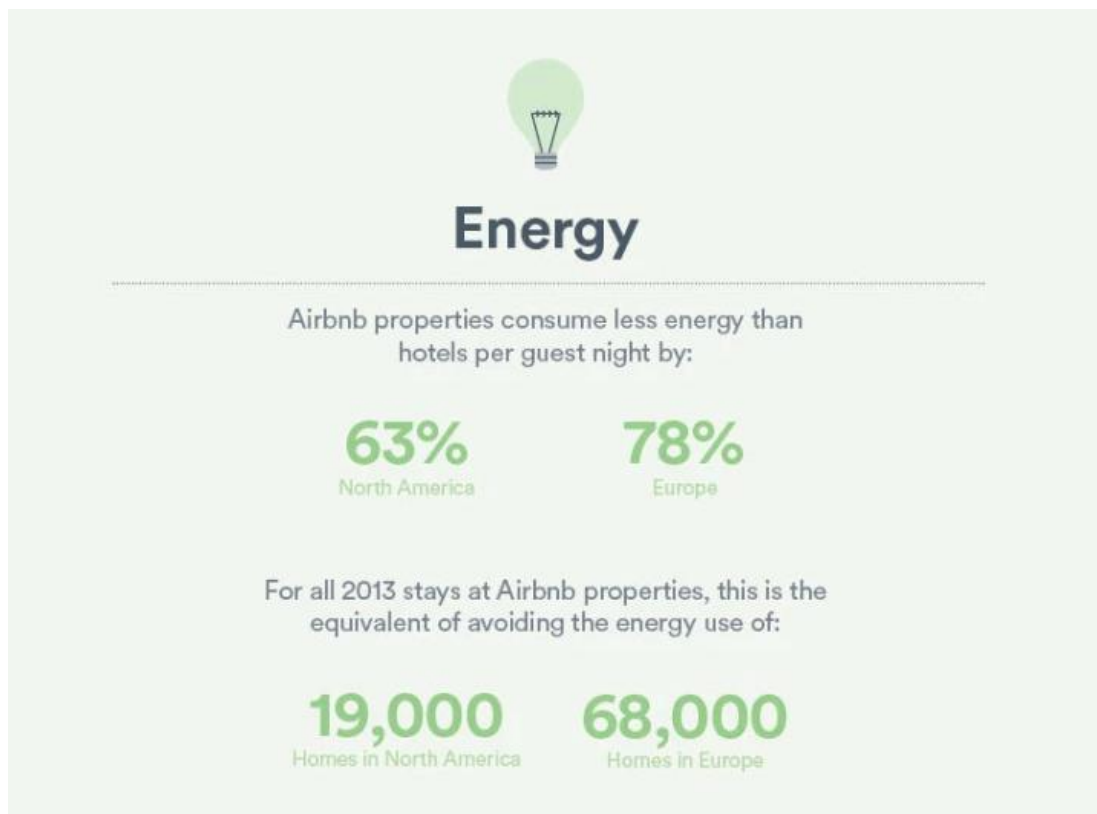 Energy
Airbnb properties consume less energy than
hotels per guest night by:
63% 78%
North America Europe
For all 2013 stays at Airbnb properties, this is the
equivalent of avoiding the energy use of:
19,000 68,000
Homes in North America Homes in Europe